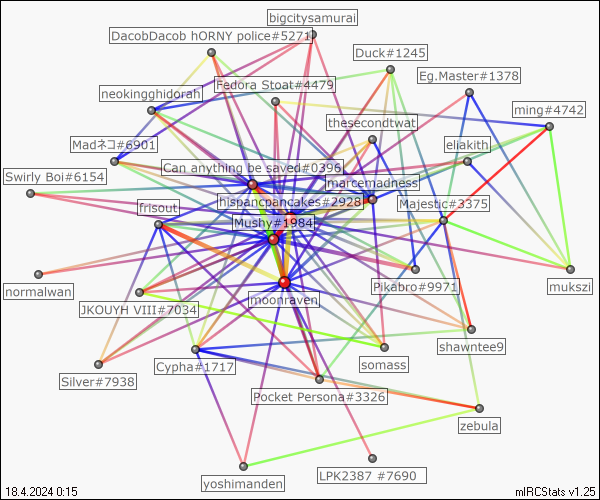 bigcitysamurai
DacobDacob hORNY police#5271
Duck#1245
Eg.Master#1378
Fedora Stoat#4479
neokingghidorah
ming#4742
thesecondtwat
Madネコ#6901
eliakith
Can anything be saved#0396
Swirly Boi#6154
marcemadness
hispancpancakes#2928
Majestic#3375
frisout
Mushy#1984
normalwan
Pikabro#9971
mukszi
moonraven
JKOUYH VIII#7034
shawntee9
somass
Cypha#1717
Silver#7938
Pocket Persona#3326
zebula
LPK2387 #7690
yoshimanden
18.4.2024 0:15
mIRCStats v1.25